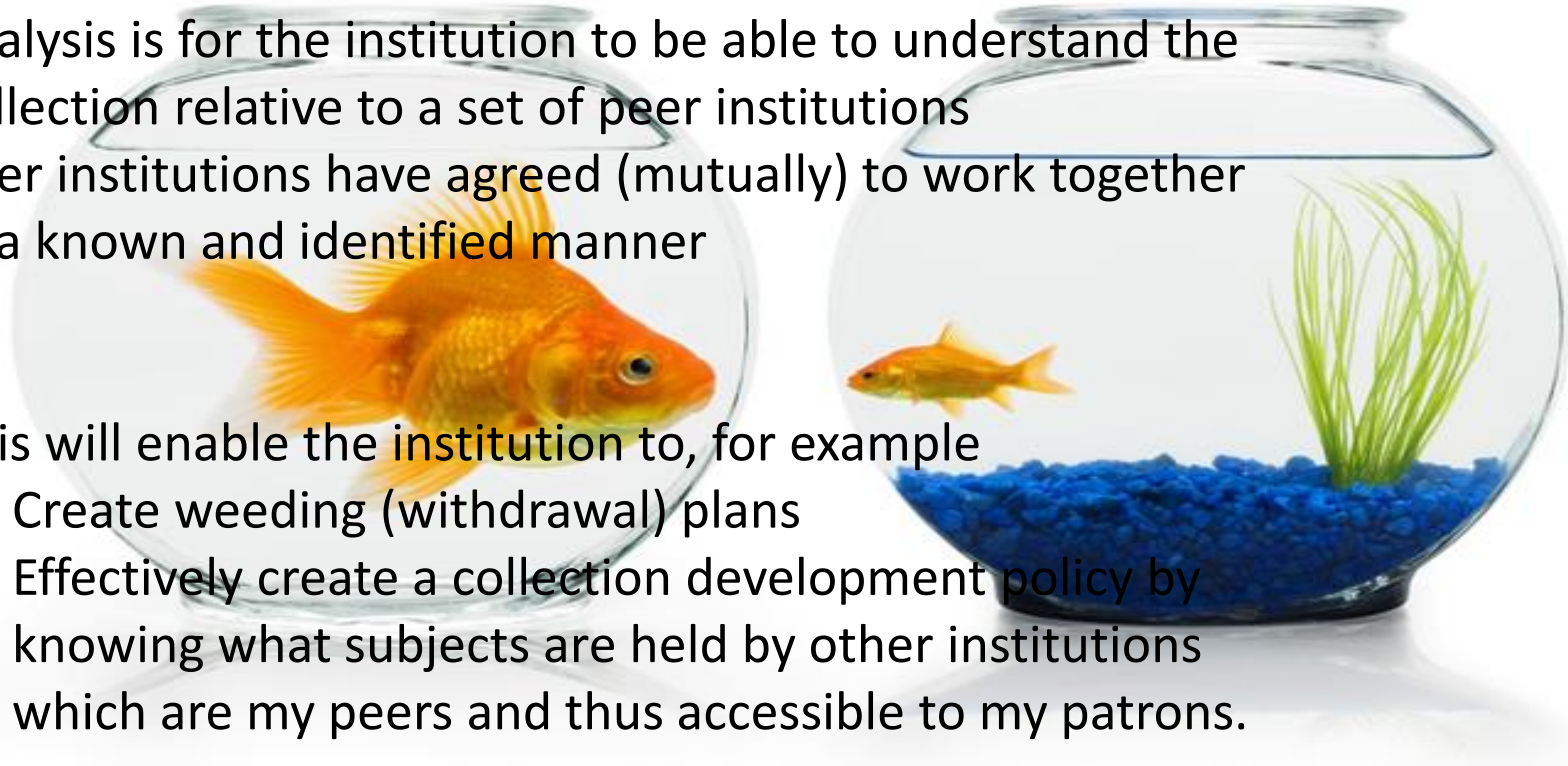 alysis is for the institution to be able to understand the
llection relative to a set of peer institutions
er institutions have agreed (mutually) to work together
a known and identified manner
is will enable the institution to, for example
Create weeding (withdrawal) plans
Effectively create a collection development policy by
knowing what subjects are held by other institutions
which are my peers and thus accessible to my patrons.